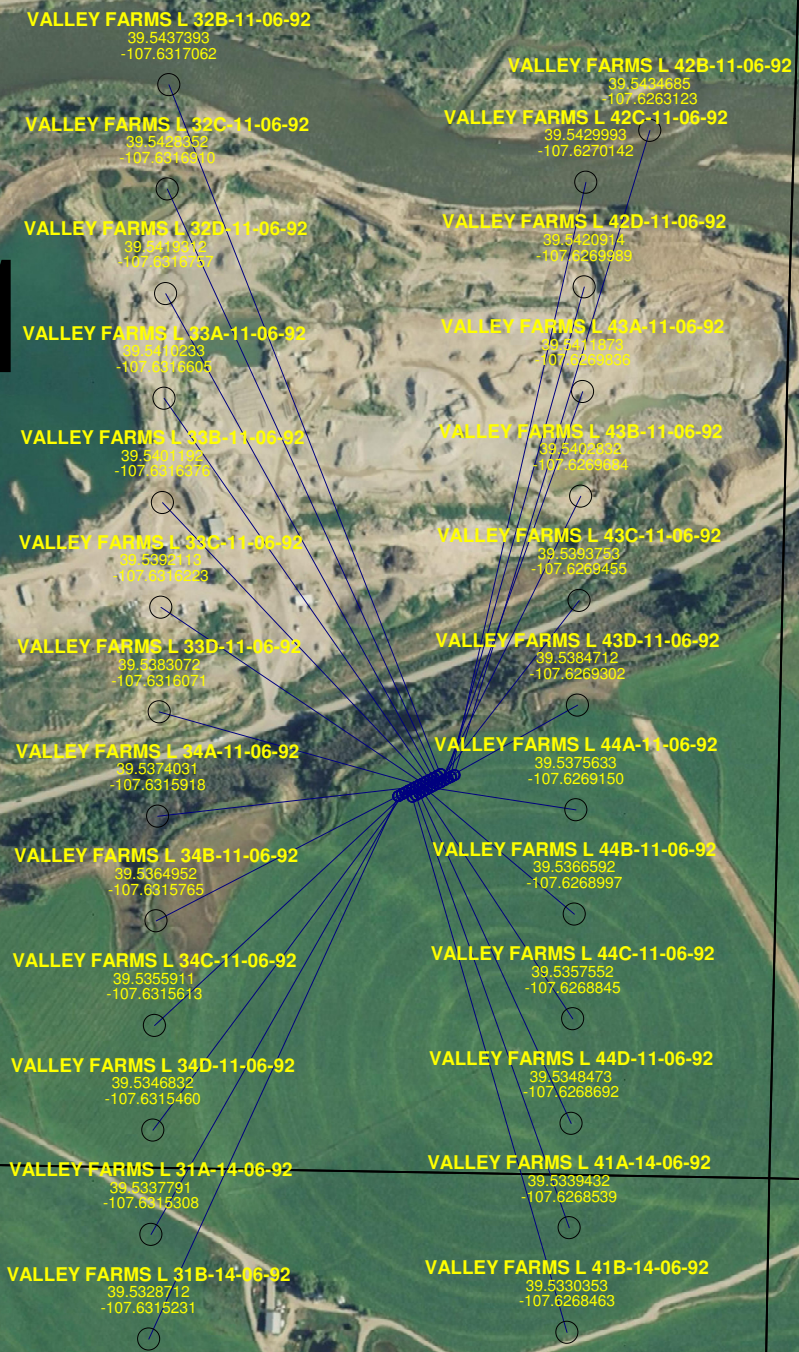 VALLEY FARMS L 32B-11-06-92
39.5437393
-107.6317062
VALLEY FARMS L 42B-11-06-92
39.5434685
-107.6263123
VALLEY FARMS L 32C-11-06-92
39.5428352
-107.6316910
VALLEY FARMS L 42C-11-06-92
39.5429993
-107.6270142
VALLEY FARMS L 32D-11-06-92
39.5419312
-107.6316757
VALLEY FARMS L 42D-11-06-92
39.5420914
-107.6269989
VALLEY FARMS L 33A-11-06-92
39.5410233
-107.6316605
VALLEY FARMS L 43A-11-06-92
39.5411873
-107.6269836
VALLEY FARMS L 33B-11-06-92
39.5401192
-107.6316376
VALLEY FARMS L 43B-11-06-92
39.5402832
-107.6269684
VALLEY FARMS L 33C-11-06-92
39.5392113
-107.6316223
VALLEY FARMS L 43C-11-06-92
39.5393753
-107.6269455
VALLEY FARMS L 33D-11-06-92
39.5383072
-107.6316071
VALLEY FARMS L 43D-11-06-92
39.5384712
-107.6269302
VALLEY FARMS L 34A-11-06-92
39.5374031
-107.6315918
VALLEY FARMS L 44A-11-06-92
39.5375633
-107.6269150
VALLEY FARMS L 34B-11-06-92
39.5364952
-107.6315765
VALLEY FARMS L 44B-11-06-92
39.5366592
-107.6268997
VALLEY FARMS L 34C-11-06-92
39.5355911
-107.6315613
VALLEY FARMS L 44C-11-06-92
39.5357552
-107.6268845
VALLEY FARMS L 34D-11-06-92
39.5346832
-107.6315460
VALLEY FARMS L 44D-11-06-92
39.5348473
-107.6268692
VALLEY FARMS L 31A-14-06-92
39.5337791
-107.6315308
VALLEY FARMS L 41A-14-06-92
39.5339432
-107.6268539
VALLEY FARMS L 31B-14-06-92
39.5328712
-107.6315231
VALLEY FARMS L 41B-14-06-92
39.5330353
-107.6268463